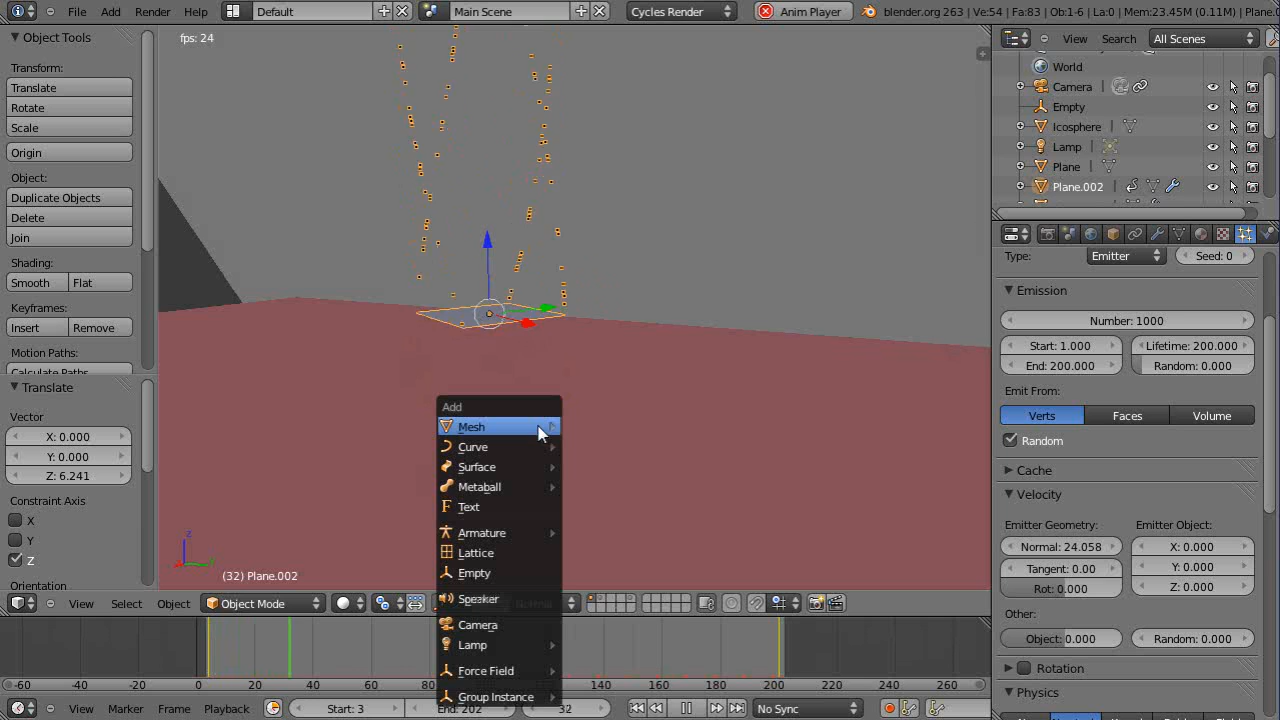 File Add Render Help Default Main Scene Cycles Render Anim Player blender.org 263 | Ve:54 | Fa:83 | Ob:1-6 | La:0 | Mem:23.45M (0.11M) | Plane.
Object Tools
Transform:
Translate
Rotate
Scale
Origin
Object:
Duplicate Objects
Delete
Join
Shading:
Smooth Flat
Keyframes:
Insert Remove
Motion Paths:
Calculate Paths
Translate
Vector
X: 0.000
Y: 0.000
Z: 6.241
Constraint Axis
X
Y
Z
Orientation
fps: 24
z
(32) Plane.002
Add
Mesh
Curve
Surface
Metaball
Text
Armature
Lattice
Empty
Speaker
Camera
Lamp
Force Field
Group Instance
View Select Object Object Mode Normal
-60 -40 -20 0 20 40 60 80 140 160 180 200 220 240 260
View Marker Frame Playback Start: 3 End: 202 32 No Sync
View Search All Scenes
World
Camera
Empty
Icosphere
Lamp
Plane
Plane.002
Type: Emitter Seed: 0
Emission
Number: 1000
Start: 1.000 Lifetime: 200.000
End: 200.000 Random: 0.000
Emit From:
Verts Faces Volume
Random
Cache
Velocity
Emitter Geometry: Emitter Object:
Normal: 24.058 X: 0.000
Tangent: 0.00 Y: 0.000
Rot: 0.000 Z: 0.000
Other:
Object: 0.000 Random: 0.000
Rotation
Physics